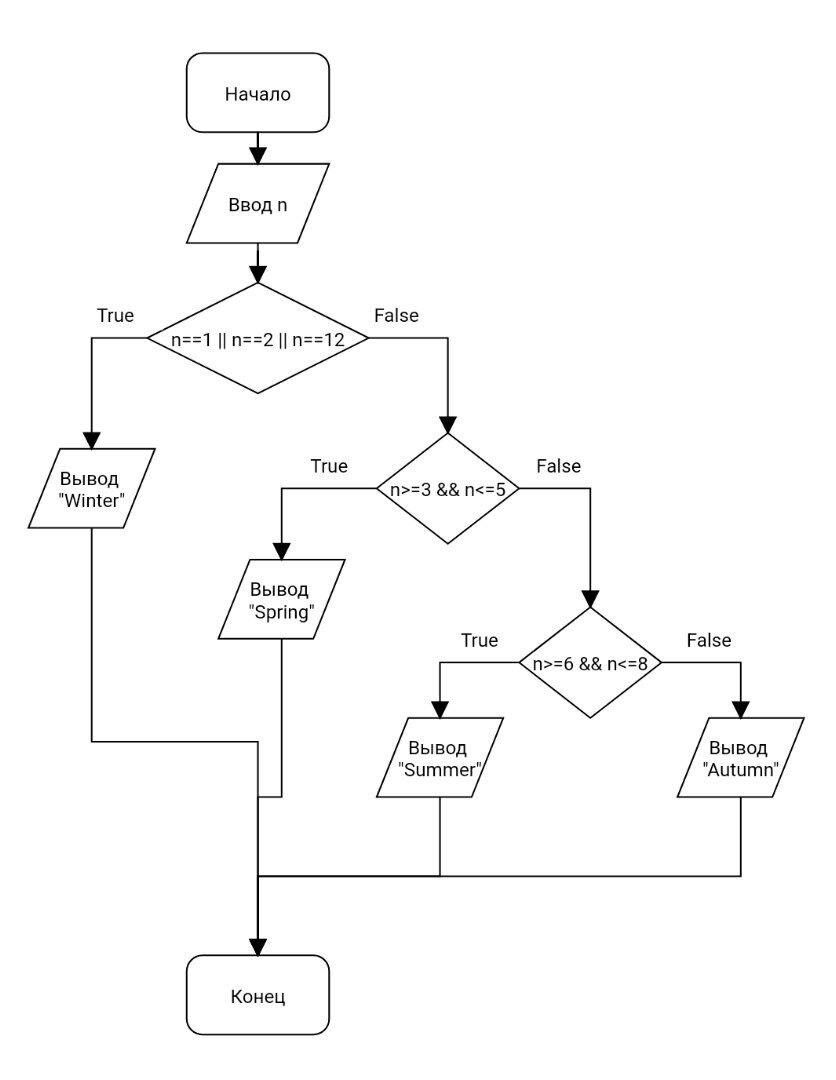 Начало
Ввод n
True
False
n==1 || n==2 || n==12
True
False
n>=3 && n<=5
Вывод
"Winter"
Вывод
"Spring"
True
False
n>=6 && n<=8
Вывод
"Summer"
Вывод
"Autumn"
Конец